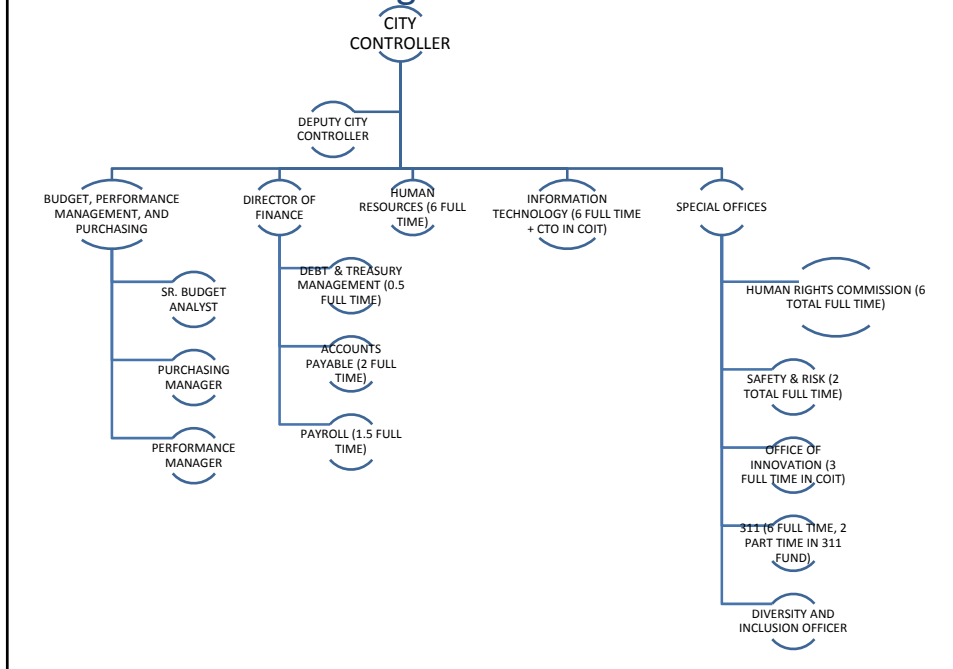 CITY
CONTROLLER
DEPUTY CITY
CONTROLLER
BUDGET, PERFORMANCE
MANAGEMENT, AND
PURCHASING
SR. BUDGET
ANALYST
PURCHASING
MANAGER
PERFORMANCE
MANAGER
DIRECTOR OF
FINANCE
DEBT & TREASURY
MANAGEMENT (0.5
FULL TIME)
ACCOUNTS
PAYABLE (2 FULL
TIME)
PAYROLL (1.5 FULL
TIME)
HUMAN
RESOURCES (6 FULL
TIME)
INFORMATION
TECHNOLOGY (6 FULL TIME
+ CTO IN COIT)
SPECIAL OFFICES
HUMAN RIGHTS COMMISSION (6
TOTAL FULL TIME)
SAFETY & RISK (2
TOTAL FULL TIME)
OFFICE OF
INNOVATION (3
FULL TIME IN COIT)
311 (6 FULL TIME, 2
PART TIME IN 311
FUND)
DIVERSITY AND
INCLUSION OFFICER